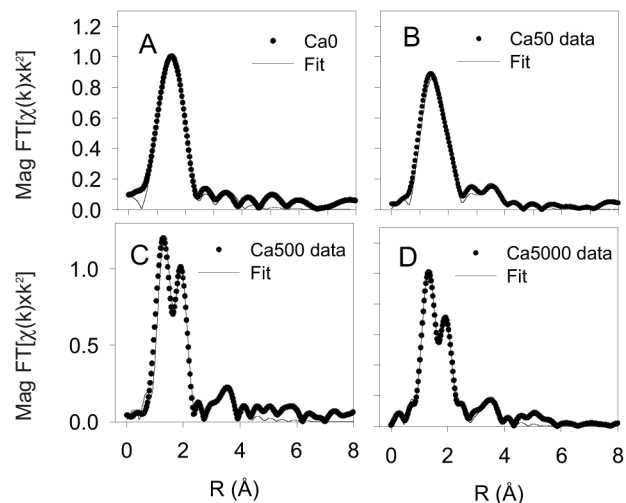 A
Ca0
Fit
B
Ca50 data
Fit
Mag FT[χ(k)xk²]
1.2
1.0
0.8
0.6
0.4
0.2
0.0
C
Ca500 data
Fit
D
Ca5000 data
Fit
Mag FT[χ(k)xk²]
1.0
0.5
0.0
0 2 4 6 8
0 2 4 6 8
R (Å)
R (Å)